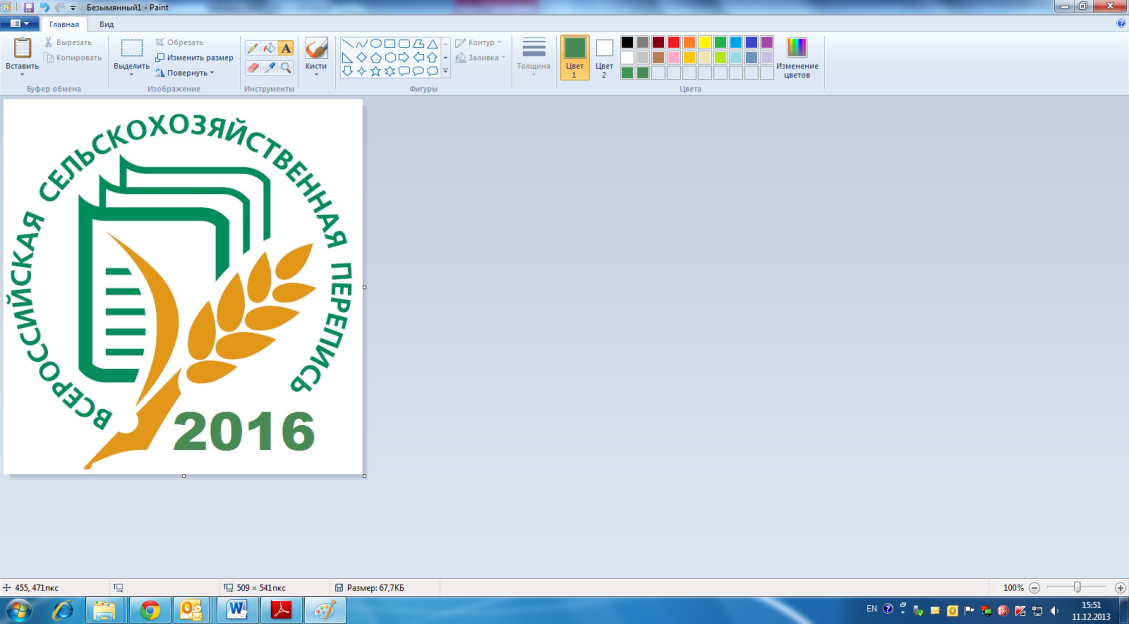 Безымянный1 - Paint
Главная
Вид
Вставить
Вырезать
Копировать
Буфер обмена
Выделить
Обрезать
Изменить размер
Повернуть
Изображение
A
Инструменты
Кисти
Контур
Заливка
Фигуры
Толщина
Цвет 1
Цвет 2
Изменение цветов
Цвета
ВСЕРОССИЙСКАЯ СЕЛЬСКОХОЗЯЙСТВЕННАЯ ПЕРЕПИСЬ
2016
455, 471пкс
509 × 541пкс
Размер: 67,7КБ
100%
EN
15:51
11.12.2013